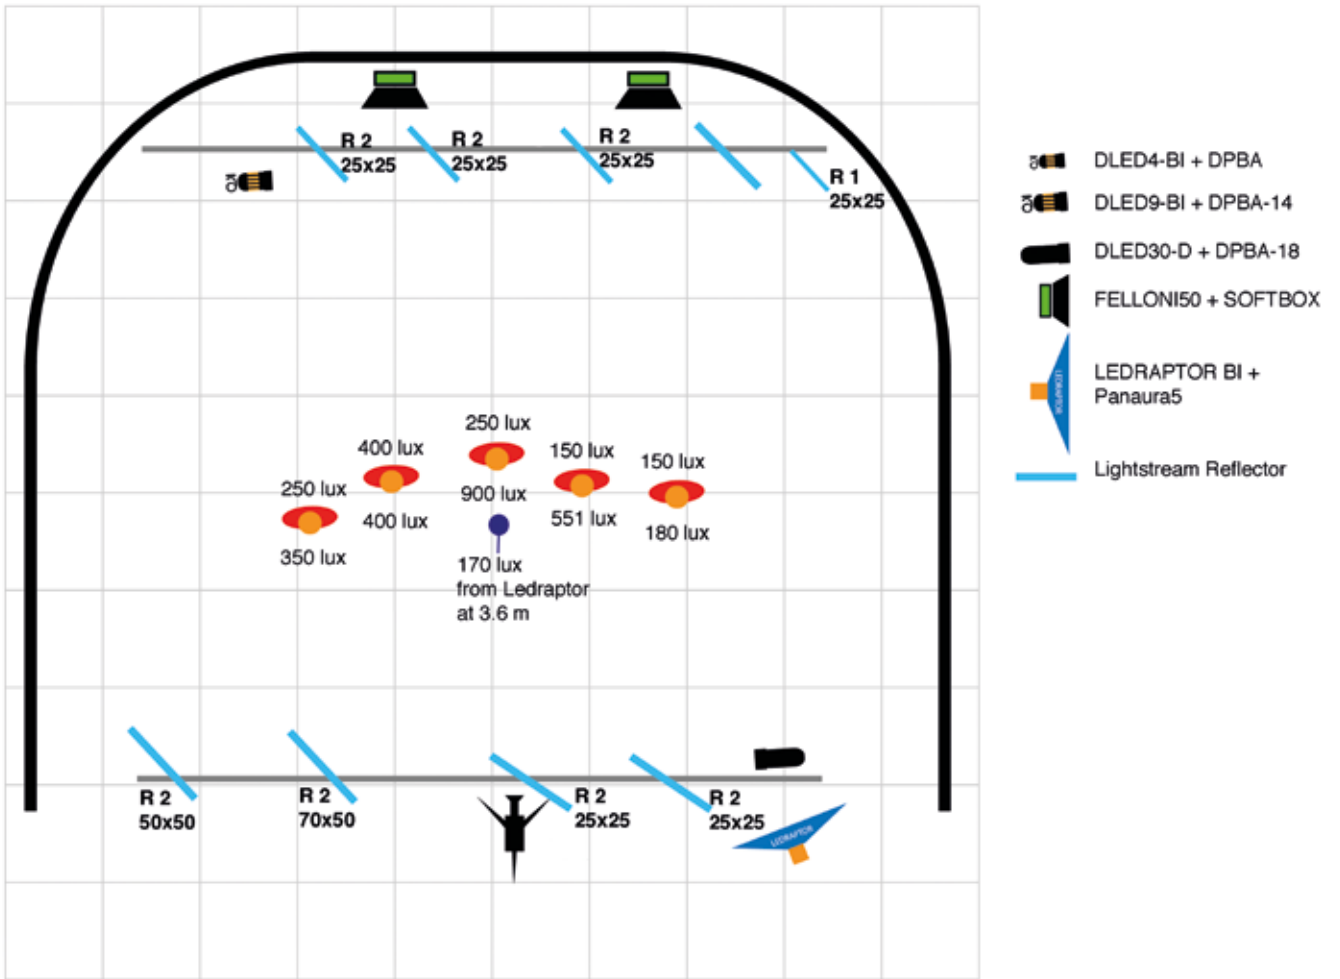 R 2
25x25
R 2
25x25
R 2
25x25
R 1
25x25
250 lux
400 lux
150 lux
150 lux
250 lux
900 lux
400 lux
551 lux
180 lux
350 lux
170 lux
from Ledraptor
at 3.6 m
R 2
50x50
R 2
70x50
R 2
25x25
R 2
25x25
LEDRAPTOR
DLED4-BI + DPBA
DLED9-BI + DPBA-14
DLED30-D + DPBA-18
FELLONI50 + SOFTBOX
LEDRAPTOR
LEDRAPTOR BI +
Panaura5
Lightstream Reflector